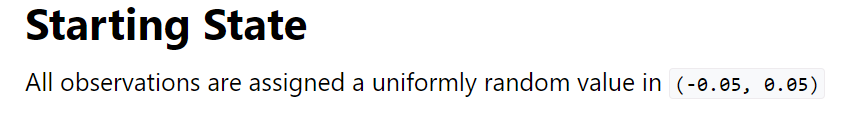 Starting State
All observations are assigned a uniformly random value in (-0.05, 0.05)